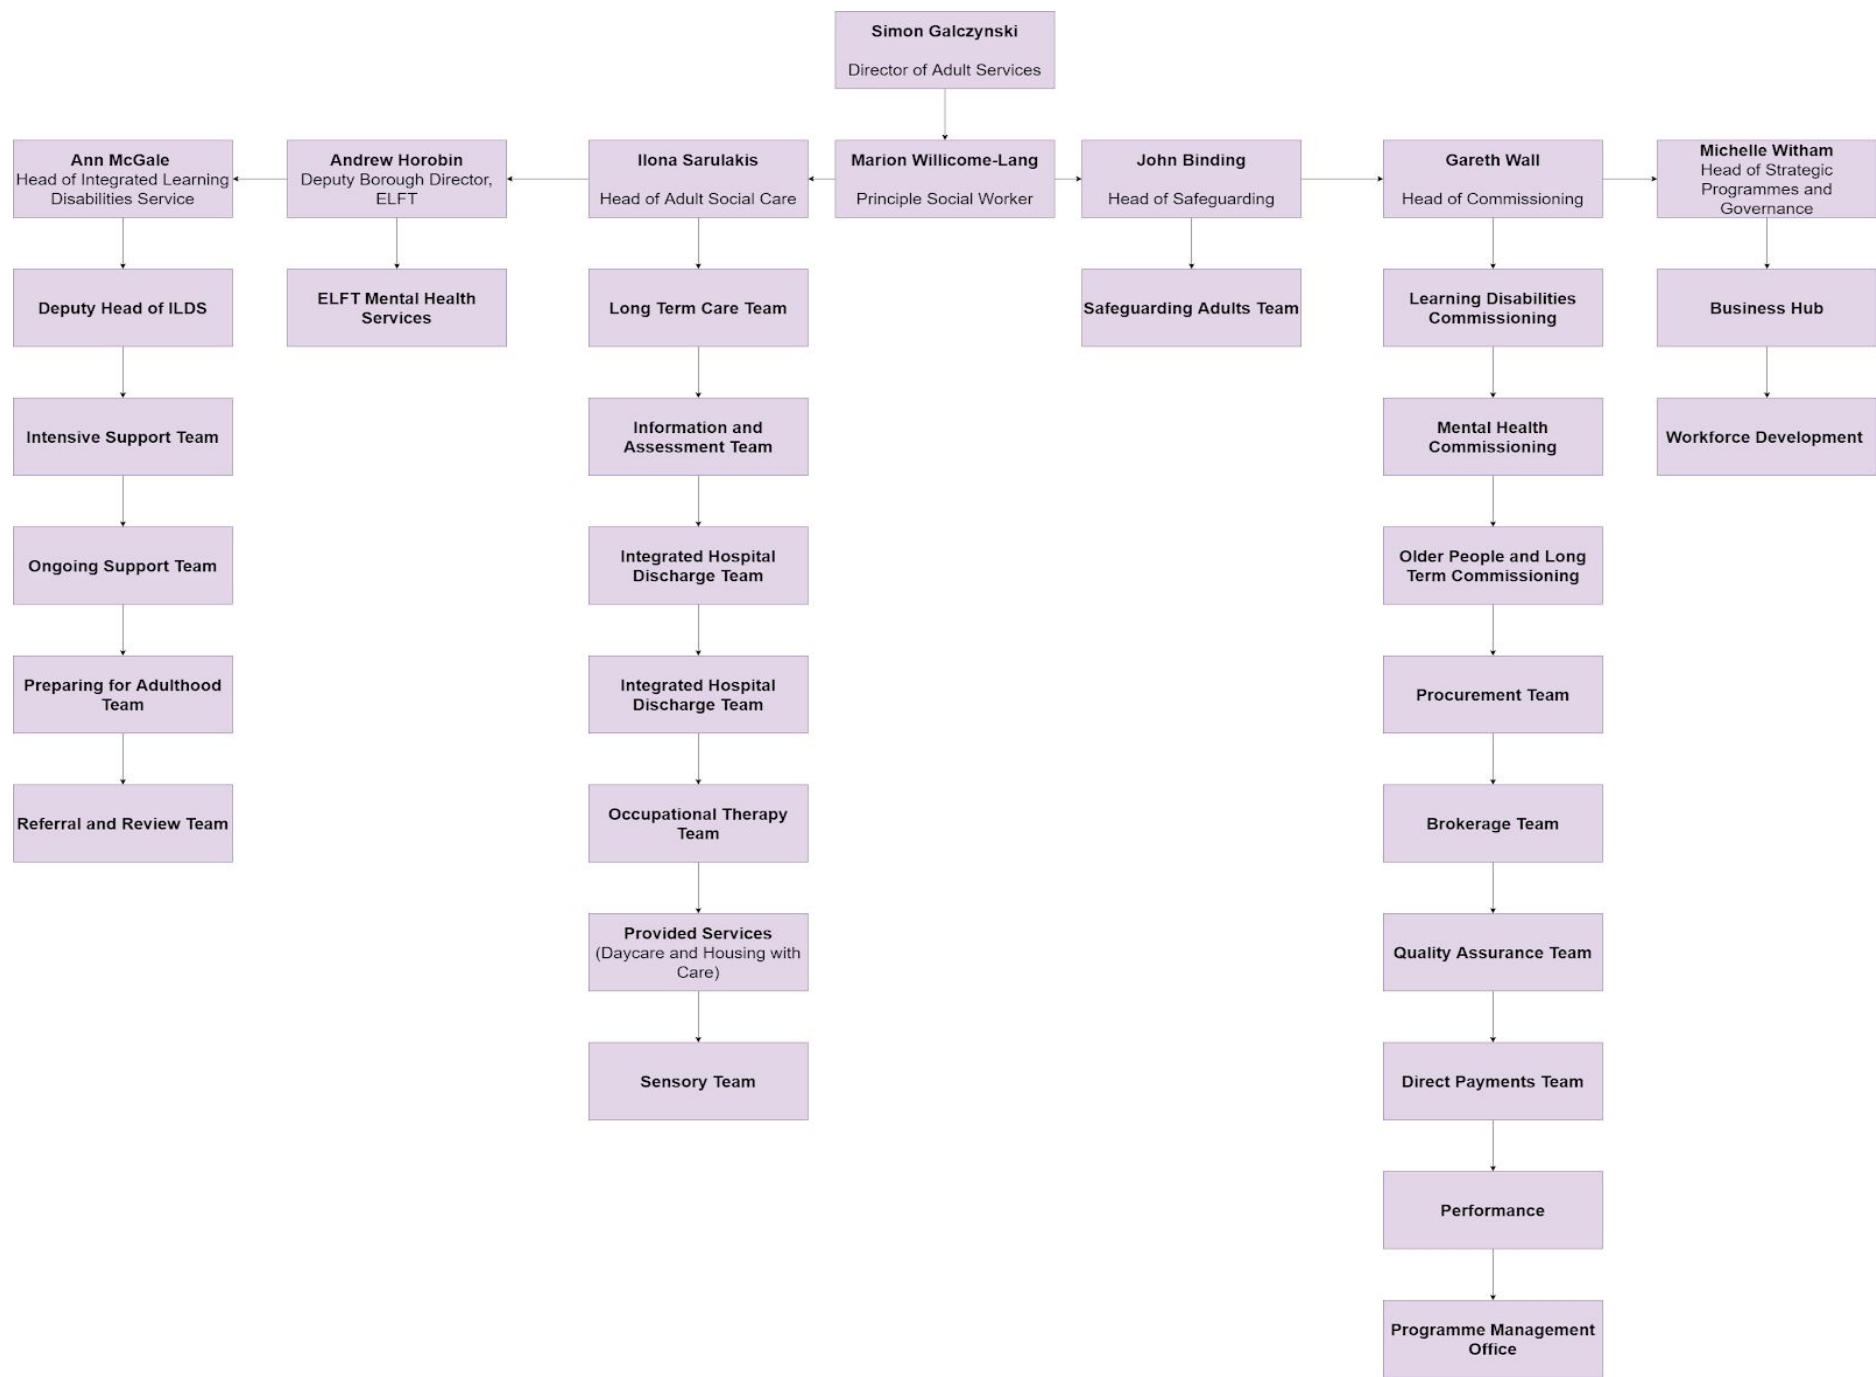 Simon Galczynski
Director of Adult Services
Ann McGale
Head of Integrated Learning
Disabilities Service
Andrew Horobin
Deputy Borough Director,
ELFT
Ilona Sarulakis
Head of Adult Social Care
Marion Willicome-Lang
Principle Social Worker
John Binding
Head of Safeguarding
Gareth Wall
Head of Commissioning
Michelle Witham
Head of Strategic
Programmes and
Governance
Deputy Head of ILDS
ELFT Mental Health
Services
Long Term Care Team
Safeguarding Adults Team
Learning Disabilities
Commissioning
Business Hub
Intensive Support Team
Information and
Assessment Team
Mental Health
Commissioning
Workforce Development
Ongoing Support Team
Integrated Hospital
Discharge Team
Older People and Long
Term Commissioning
Preparing for Adulthood
Team
Integrated Hospital
Discharge Team
Procurement Team
Referral and Review Team
Occupational Therapy
Team
Brokerage Team
Provided Services
(Daycare and Housing with
Care)
Quality Assurance Team
Sensory Team
Direct Payments Team
Performance
Programme Management
Office